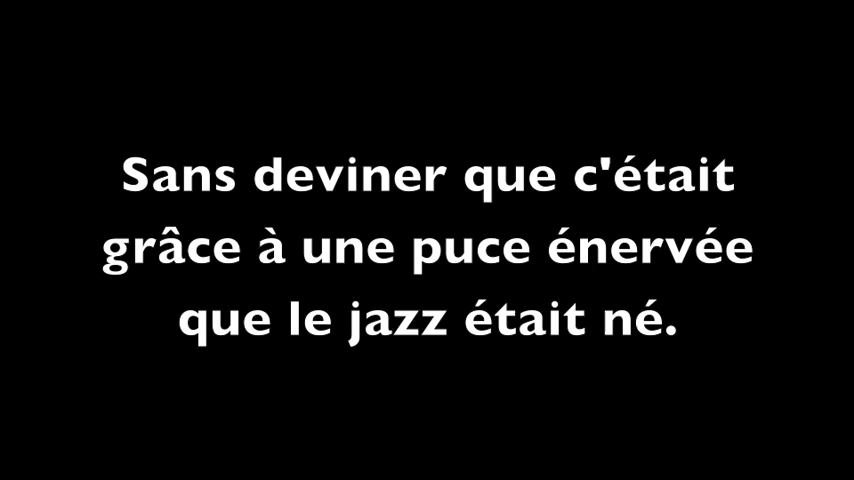 Sans deviner que c'était
grâce à une puce énervée
que le jazz était né.